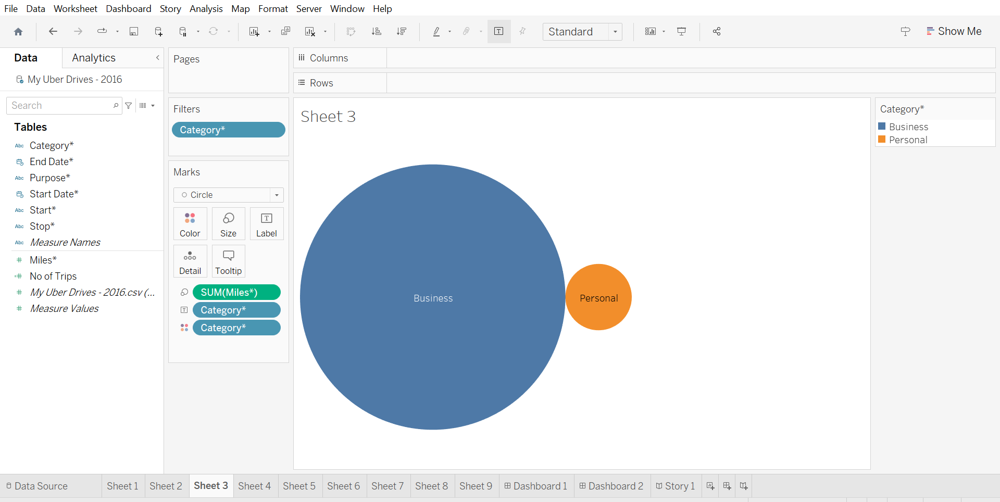 File Data Worksheet Dashboard Story Analysis Map Format Server Window Help
Standard
Show Me
Data Analytics
My Uber Drives - 2016
Search
Tables
Abc Category*
End Date*
Abc Purpose*
Start Date*
Abc Start*
Abc Stop*
Abc Measure Names
# Miles*
=# No of Trips
# My Uber Drives - 2016.csv (...
# Measure Values
Pages
Filters
Category*
Marks
Circle
Color Size T Label
Detail Tooltip
SUM(Miles*)
T Category*
Category*
Columns
Rows
Sheet 3
Business
Personal
Category*
Business
Personal
Data Source Sheet 1 Sheet 2 Sheet 3 Sheet 4 Sheet 5 Sheet 6 Sheet 7 Sheet 8 Sheet 9 Dashboard 1 Dashboard 2 Story 1